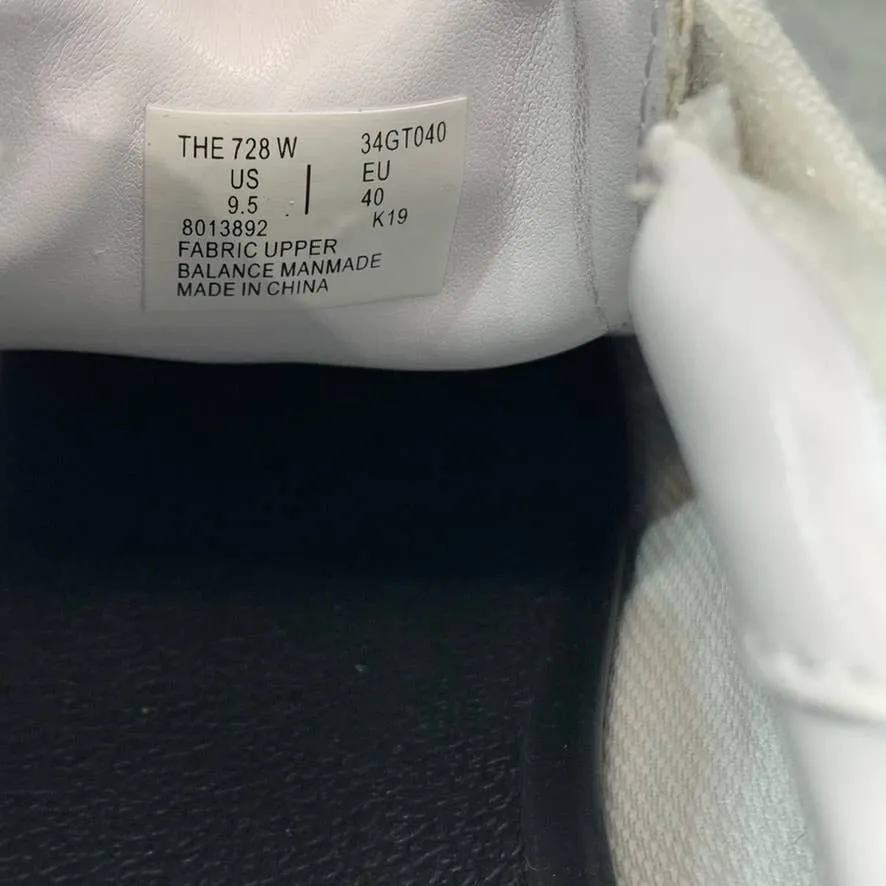 THE 728 W 34GT040
US | EU
9.5 40
8013892 K19
FABRIC UPPER
BALANCE MANMADE
MADE IN CHINA